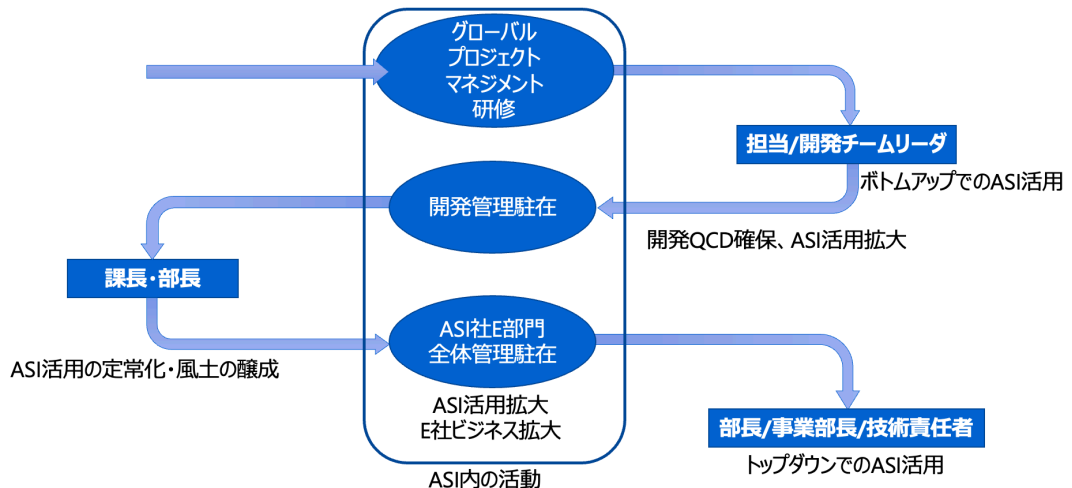 グローバル
プロジェクト
マネジメント
研修
担当/開発チームリーダ
ボトムアップでのASI活用
開発管理駐在
開発QCD確保、ASI活用拡大
課長・部長
ASI活用の定常化・風土の醸成
ASI社E部門
全体管理駐在
ASI活用拡大
E社ビジネス拡大
部長/事業部長/技術責任者
トップダウンでのASI活用
ASI内の活動